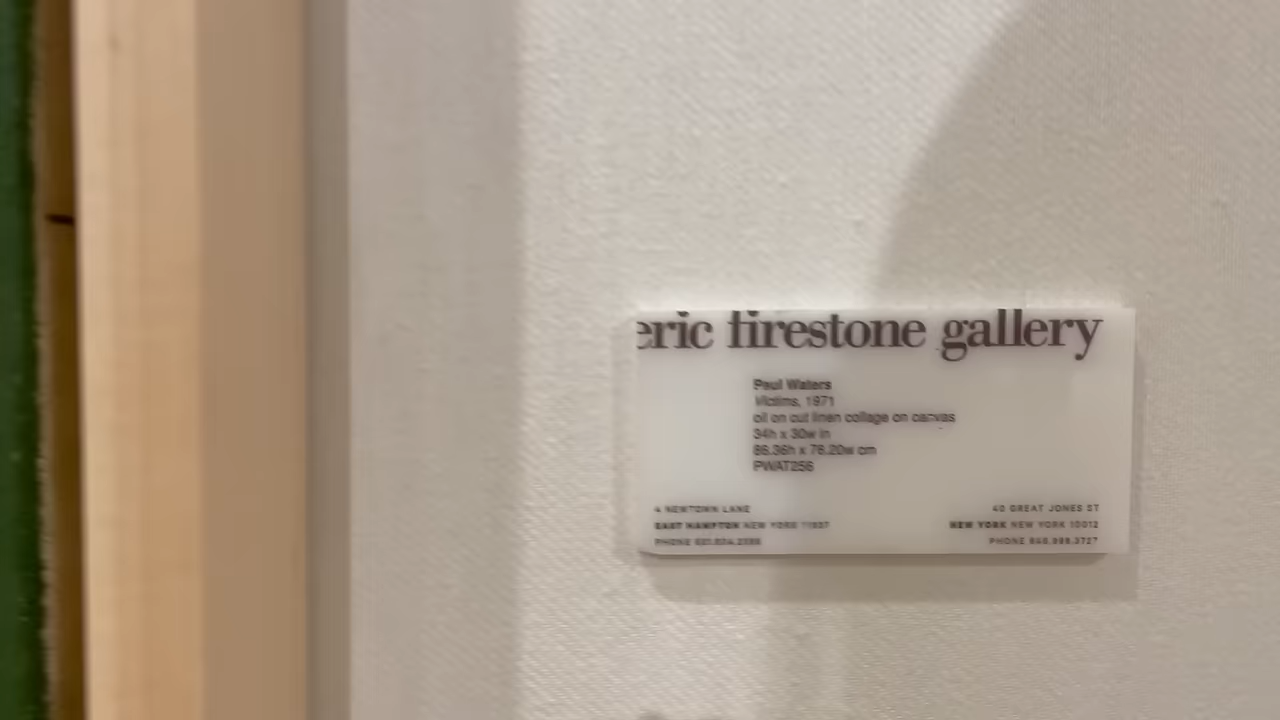 eric firestone gallery
Paul Waters
Victims, 1971
oil on cut linen collage on canvas
34h x 30w in
86.36h x 76.20w cm
PWAT256
4 NEWTOWN LANE
EAST HAMPTON NEW YORK 11937
PHONE
40 GREAT JONES ST
NEW YORK NEW YORK 10012
PHONE